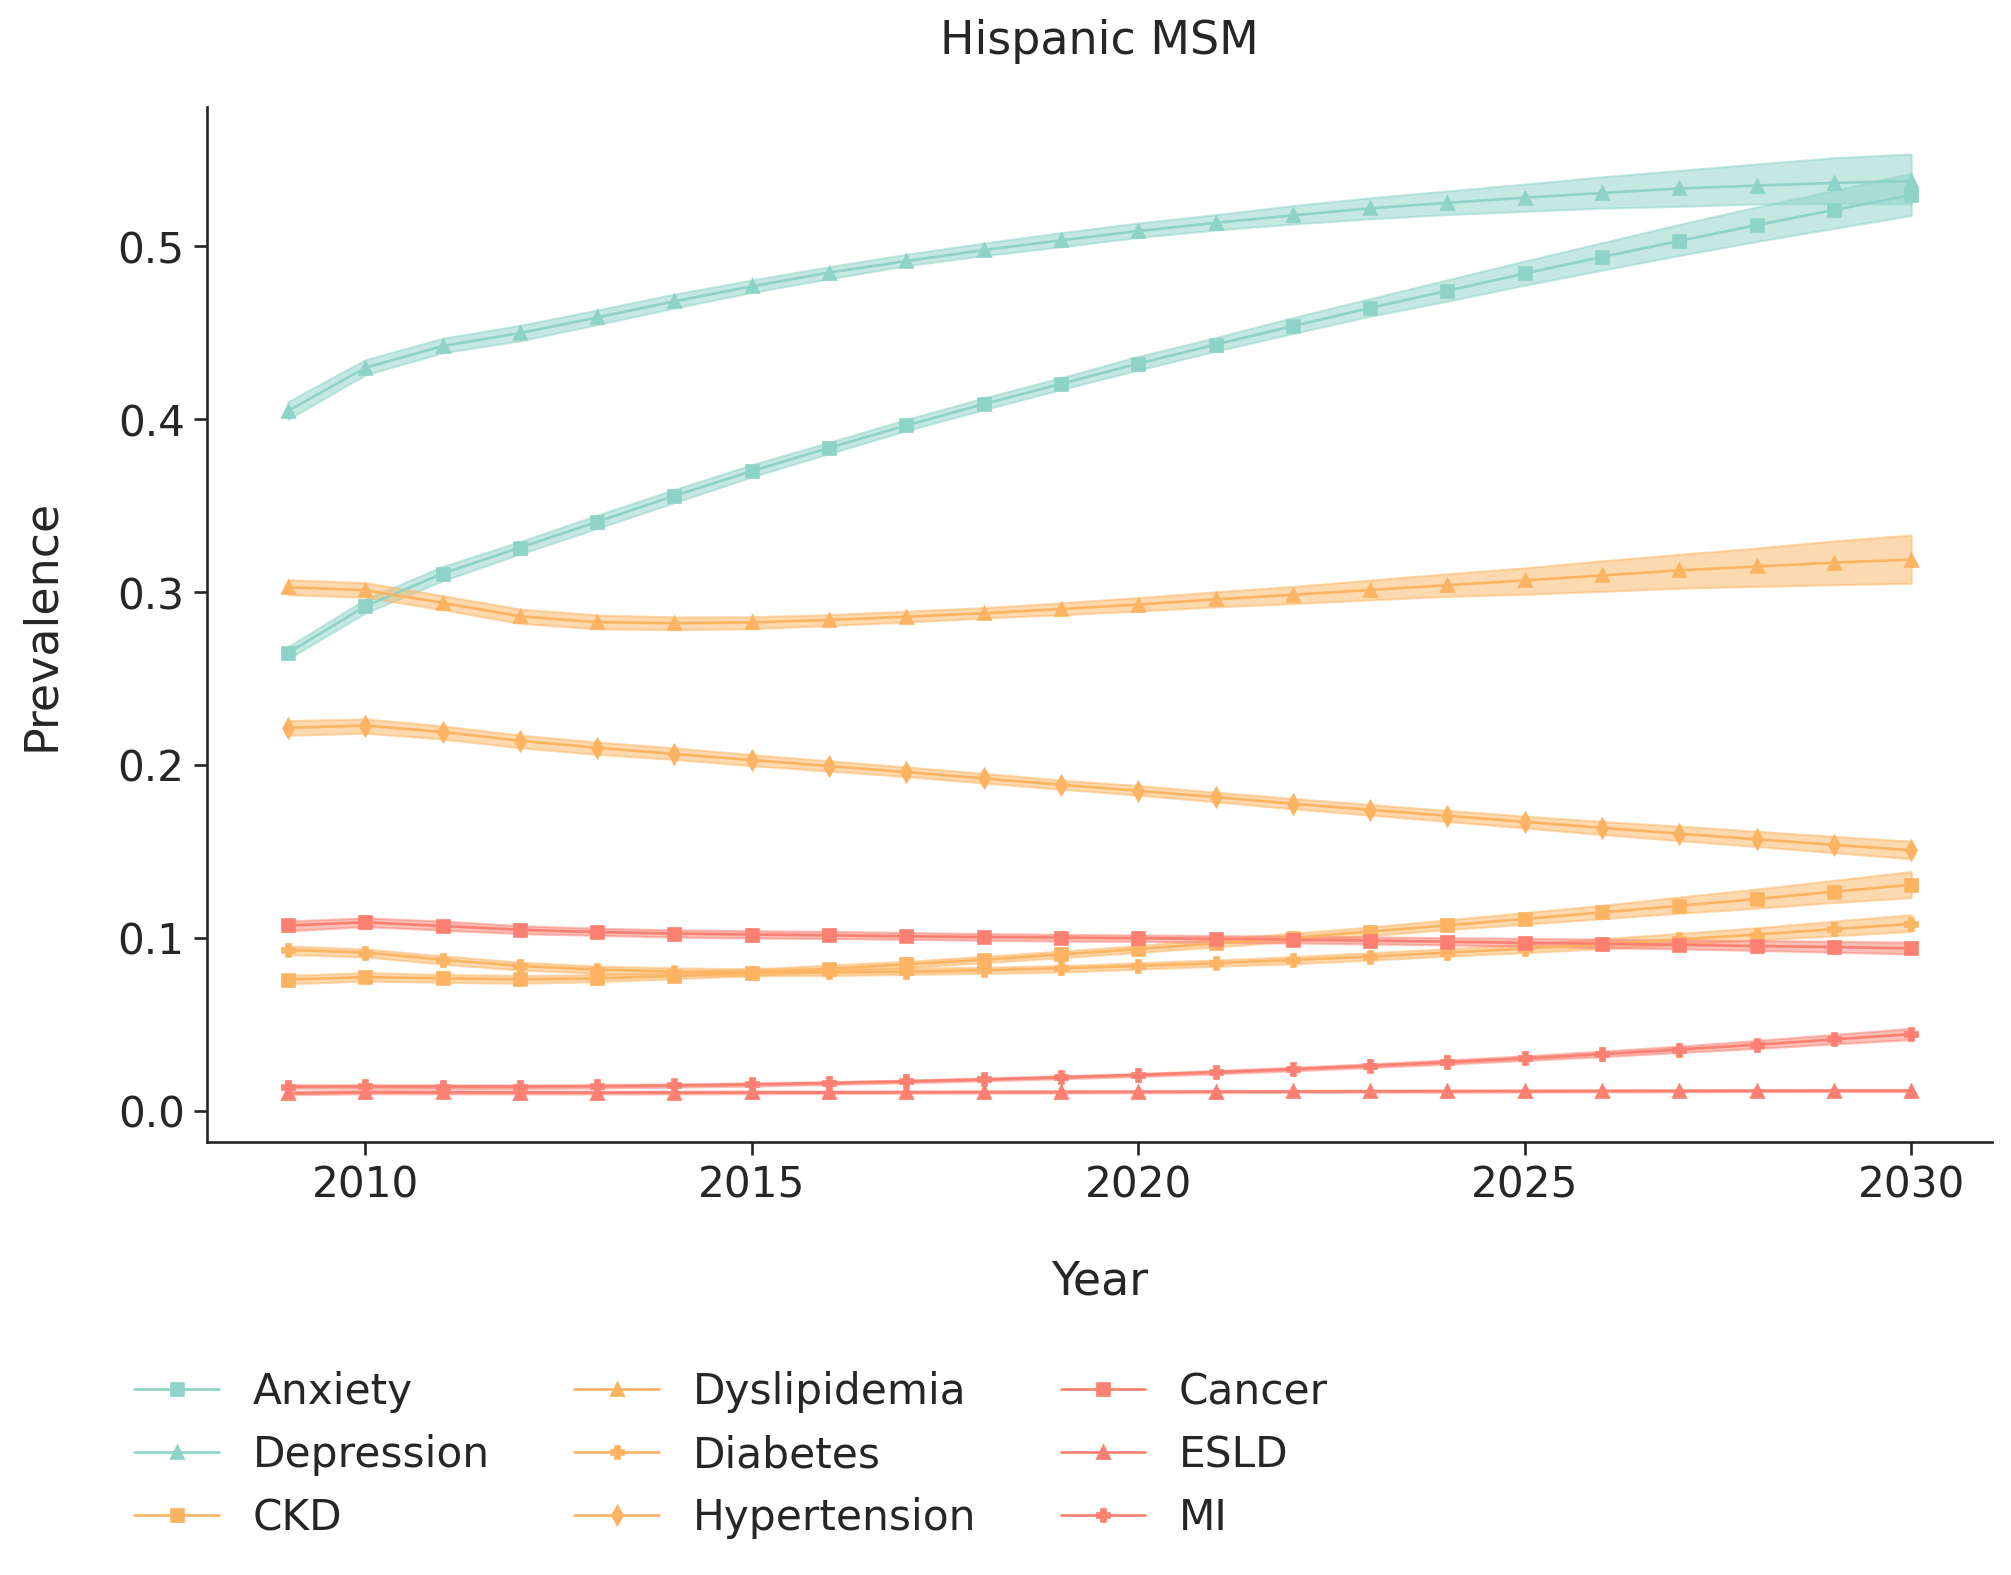 Hispanic MSM
Prevalence
0.5
0.4
0.3
0.2
0.1
0.0
2010 2015 2020 2025 2030
Year
Anxiety Dyslipidemia Cancer
Depression Diabetes ESLD
CKD Hypertension MI